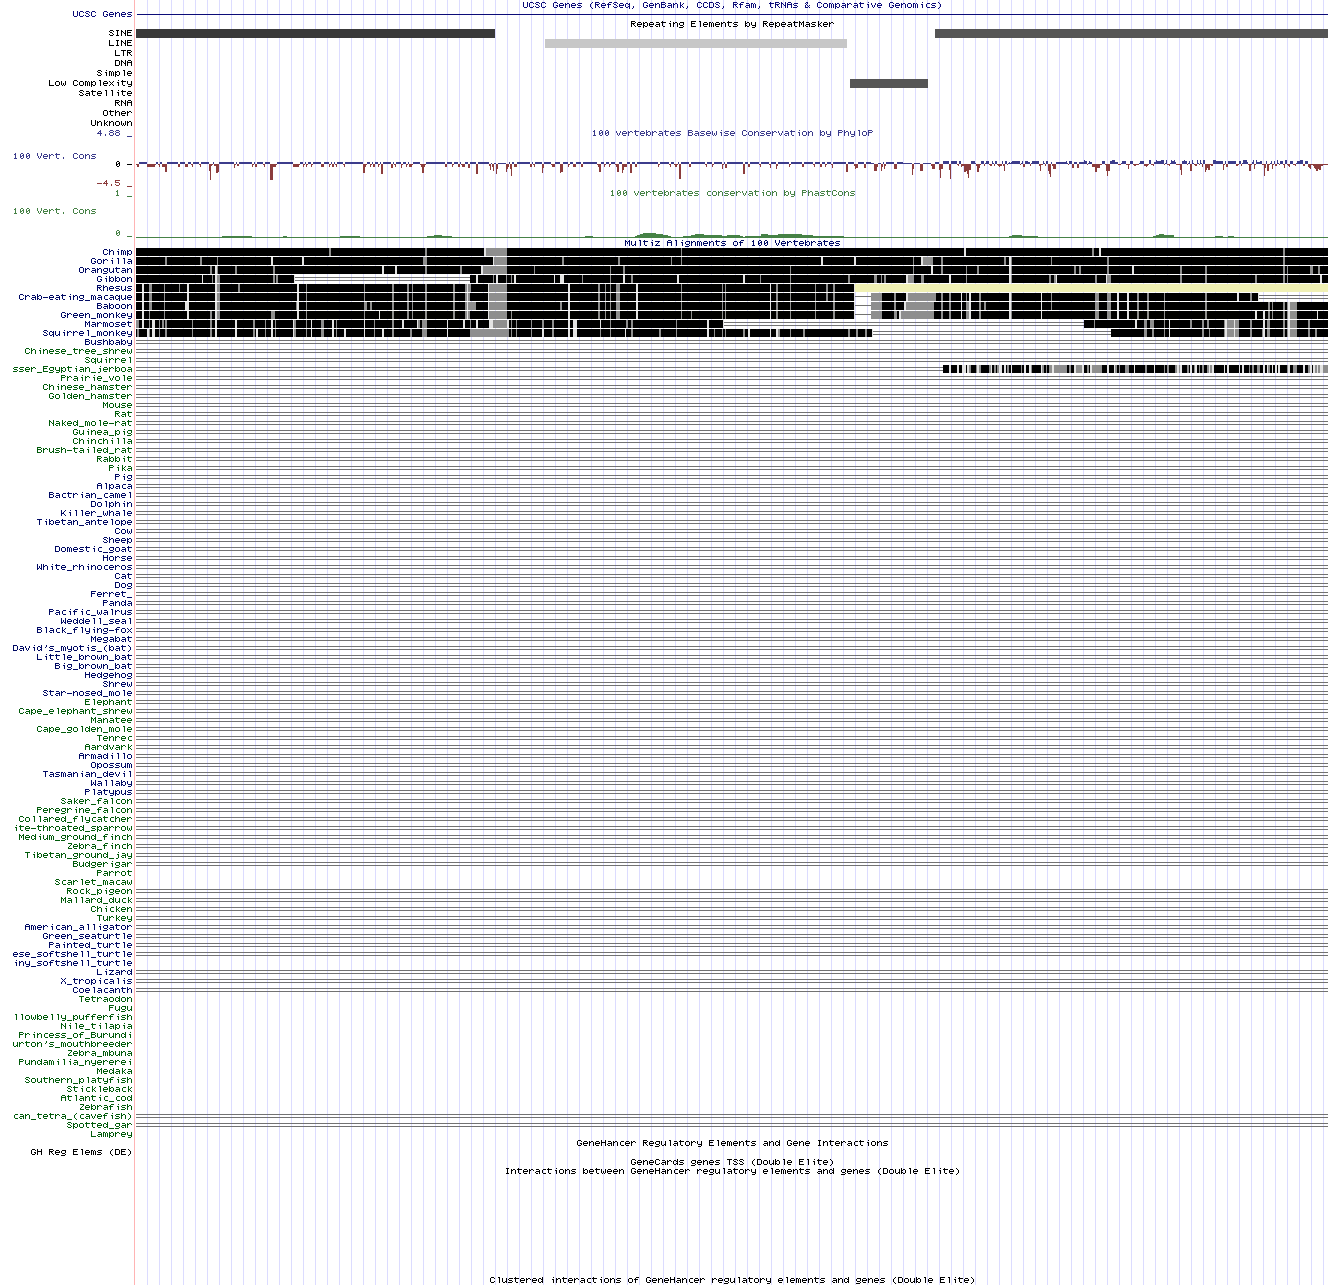 UCSC Genes (RefSeq, GenBank, CCDS, Rfam, tRNAs & Comparative Genomics)
UCSC Genes
Repeating Elements by RepeatMasker
SINE
LINE
LTR
DNA
Simple
Low Complexity
Satellite
RNA
Other
Unknown
4.88 _
100 vertebrates Basewise Conservation by PhyloP
100 Vert. Cons
0 -
-4.5 _
1 _
100 vertebrates conservation by PhastCons
100 Vert. Cons
0 _
Multiz Alignments of 100 Vertebrates
Chimp
Gorilla
Orangutan
Gibbon
Rhesus
Crab-eating_macaque
Baboon
Green_monkey
Marmoset
Squirrel_monkey
Bushbaby
Chinese_tree_shrew
Squirrel
sser_Egyptian_jerboa
Prairie_vole
Chinese_hamster
Golden_hamster
Mouse
Rat
Naked_mole-rat
Guinea_pig
Chinchilla
Brush-tailed_rat
Rabbit
Pika
Pig
Alpaca
Bactrian_camel
Dolphin
Killer_whale
Tibetan_antelope
Cow
Sheep
Domestic_goat
Horse
White_rhinoceros
Cat
Dog
Ferret_
Panda
Pacific_walrus
Weddell_seal
Black_flying-fox
Megabat
David's_myotis_(bat)
Little_brown_bat
Big_brown_bat
Hedgehog
Shrew
Star-nosed_mole
Elephant
Cape_elephant_shrew
Manatee
Cape_golden_mole
Tenrec
Aardvark
Armadillo
Opossum
Tasmanian_devil
Wallaby
Platypus
Saker_falcon
Peregrine_falcon
Collared_flycatcher
ite-throated_sparrow
Medium_ground_finch
Zebra_finch
Tibetan_ground_jay
Budgerigar
Parrot
Scarlet_macaw
Rock_pigeon
Mallard_duck
Chicken
Turkey
American_alligator
Green_seaturtle
Painted_turtle
ese_softshell_turtle
iny_softshell_turtle
Lizard
X_tropicalis
Coelacanth
Tetraodon
Fugu
llowbelly_pufferfish
Nile_tilapia
Princess_of_Burundi
urton's_mouthbreeder
Zebra_mbuna
Pundamilia_nyererei
Medaka
Southern_platyfish
Stickleback
Atlantic_cod
Zebrafish
can_tetra_(cavefish)
Spotted_gar
Lamprey
GeneHancer Regulatory Elements and Gene Interactions
GH Reg Elems (DE)
GeneCards genes TSS (Double Elite)
Interactions between GeneHancer regulatory elements and genes (Double Elite)
Clustered interactions of GeneHancer regulatory elements and genes (Double Elite)